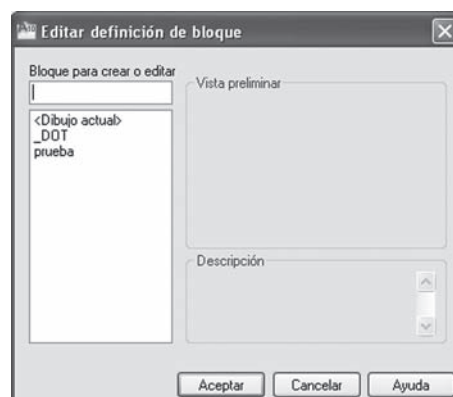 Editar definición de bloque
Bloque para crear o editar
Vista preliminar
<Dibujo actual>
_DOT
prueba
Descripción
Aceptar
Cancelar
Ayuda